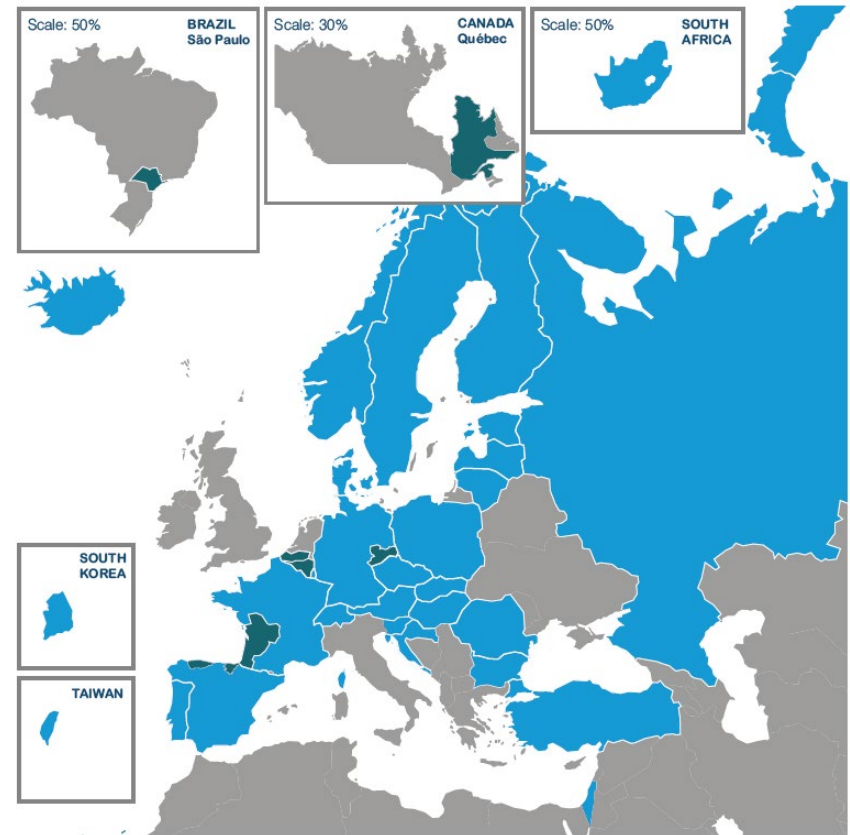 Scale: 50%
BRAZIL
São Paulo
Scale: 30%
CANADA
Québec
Scale: 50%
SOUTH
AFRICA
SOUTH
KOREA
TAIWAN